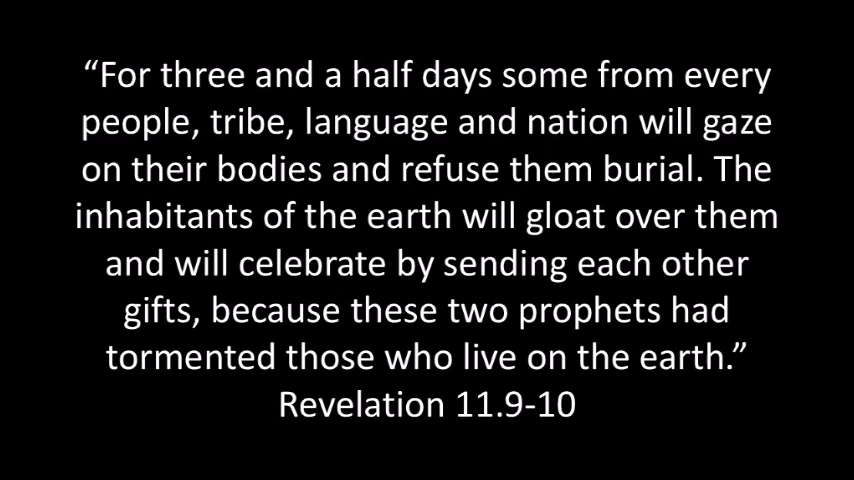 “For three and a half days some from every
people, tribe, language and nation will gaze
on their bodies and refuse them burial. The
inhabitants of the earth will gloat over them
and will celebrate by sending each other
gifts, because these two prophets had
tormented those who live on the earth.”
Revelation 11.9-10